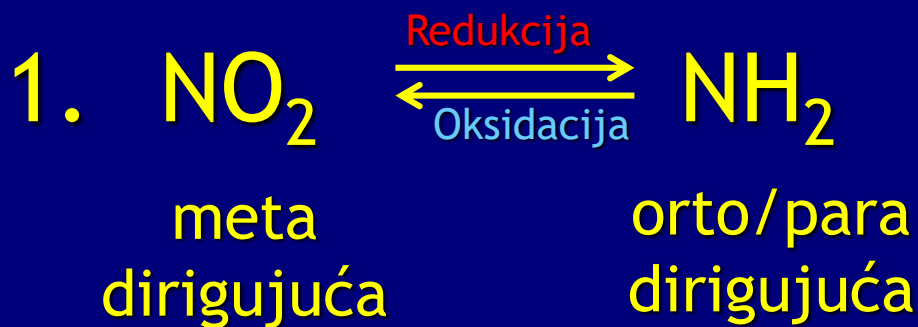 Redukcija
1. NO₂ NH₂
Oksidacija
meta orto/para
dirigujuća dirigujuća